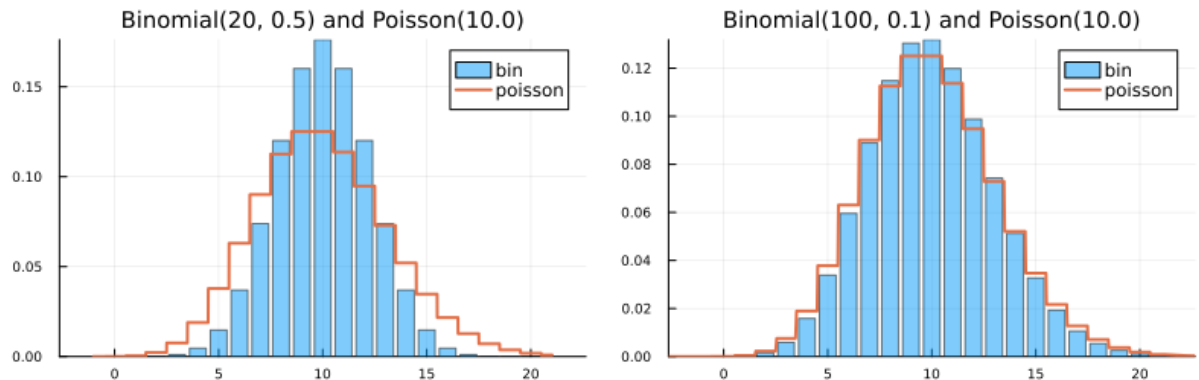 Binomial(20, 0.5) and Poisson(10.0)
bin
poisson
0.15
0.10
0.05
0.00
0 5 10 15 20
Binomial(100, 0.1) and Poisson(10.0)
bin
poisson
0.12
0.10
0.08
0.06
0.04
0.02
0.00
0 5 10 15 20